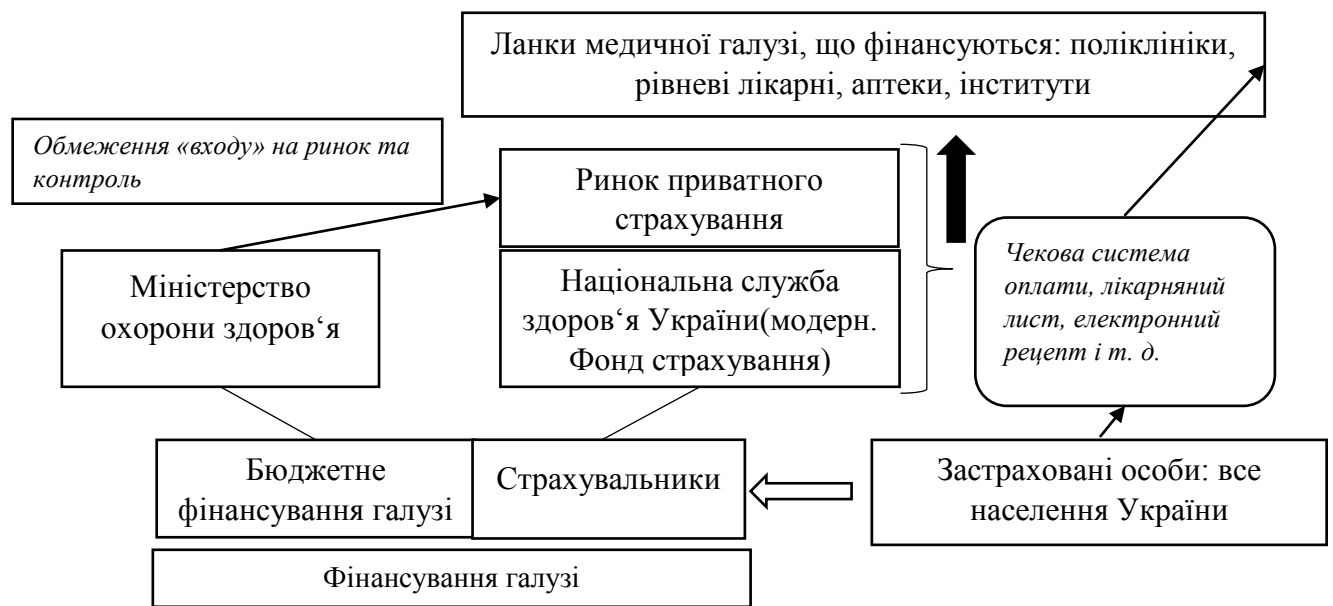 Ланки медичної галузі, що фінансуються: поліклініки,
рівневі лікарні, аптеки, інститути
Обмеження «входу» на ринок та
контроль
Ринок приватного
страхування
Міністерство
охорони здоров‘я
Національна служба
здоров‘я України(модерн.
Фонд страхування)
Чекова система
оплати, лікарняний
лист, електронний
рецепт і т. д.
Бюджетне
фінансування галузі
Страхувальники
Застраховані особи: все
населення України
Фінансування галузі